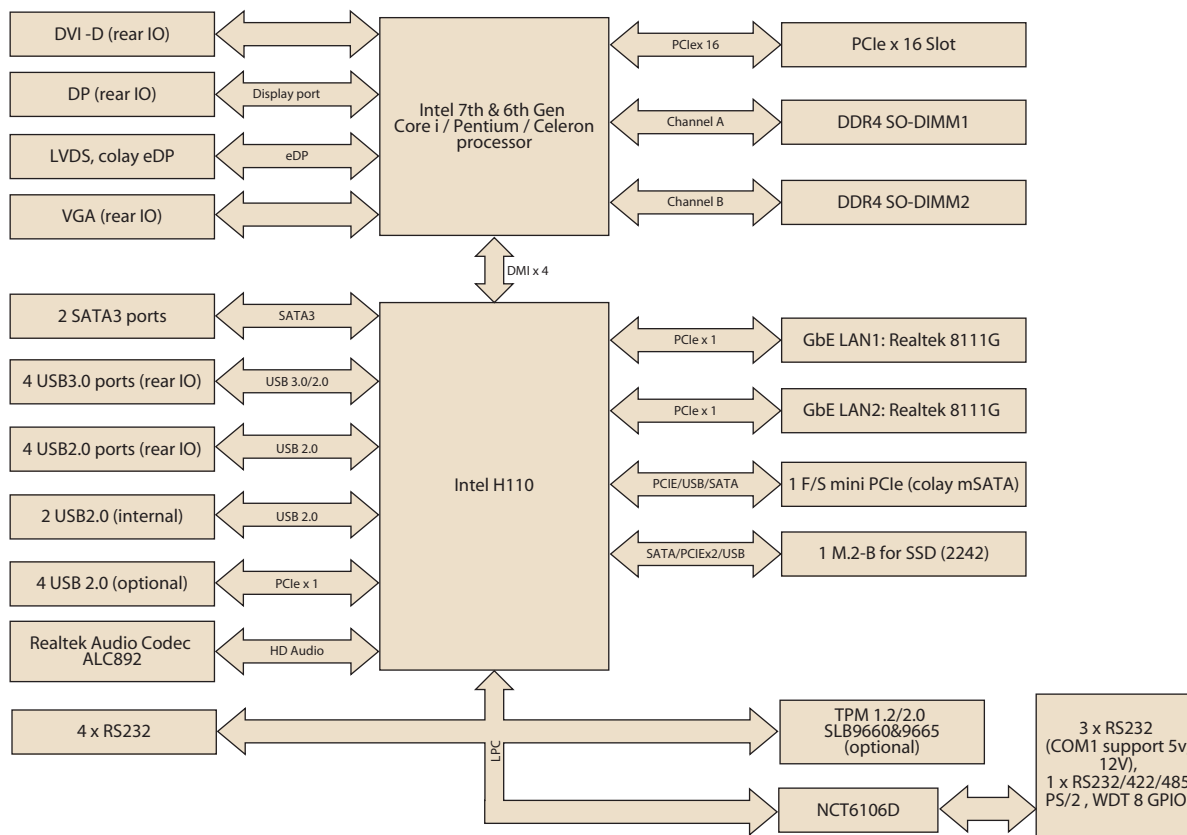 DVI -D (rear IO)
DP (rear IO)
Display port
LVDS, colay eDP
eDP
VGA (rear IO)
Intel 7th & 6th Gen
Core i / Pentium / Celeron
processor
PCIex 16
PCIe x 16 Slot
Channel A
DDR4 SO-DIMM1
Channel B
DDR4 SO-DIMM2
DMI x 4
2 SATA3 ports
SATA3
4 USB3.0 ports (rear IO)
USB 3.0/2.0
4 USB2.0 ports (rear IO)
USB 2.0
2 USB2.0 (internal)
USB 2.0
4 USB 2.0 (optional)
PCIe x 1
Realtek Audio Codec
ALC892
HD Audio
Intel H110
PCIe x 1
GbE LAN1: Realtek 8111G
PCIe x 1
GbE LAN2: Realtek 8111G
PCIE/USB/SATA
1 F/S mini PCIe (colay mSATA)
SATA/PCIEx2/USB
1 M.2-B for SSD (2242)
4 x RS232
LPC
TPM 1.2/2.0
SLB9660&9665
(optional)
NCT6106D
3 x RS232
(COM1 support 5v
12V),
1 x RS232/422/485
PS/2 , WDT 8 GPIO